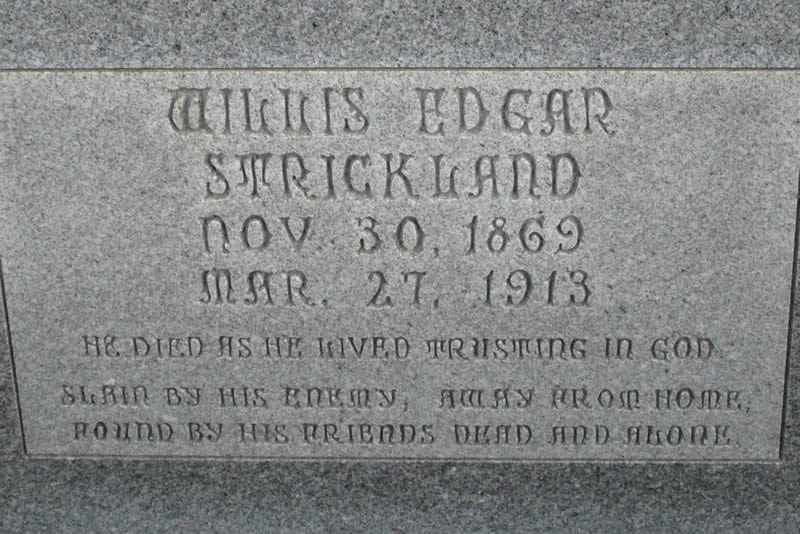 WILLIS EDGAR
STRICKLAND
NOV. 30, 1869
MAR. 27, 1913
HE DIED AS HE LIVED TRUSTING IN GOD
SLAIN BY HIS ENEMY, AWAY FROM HOME,
FOUND BY HIS FRIENDS DEAD AND ALONE